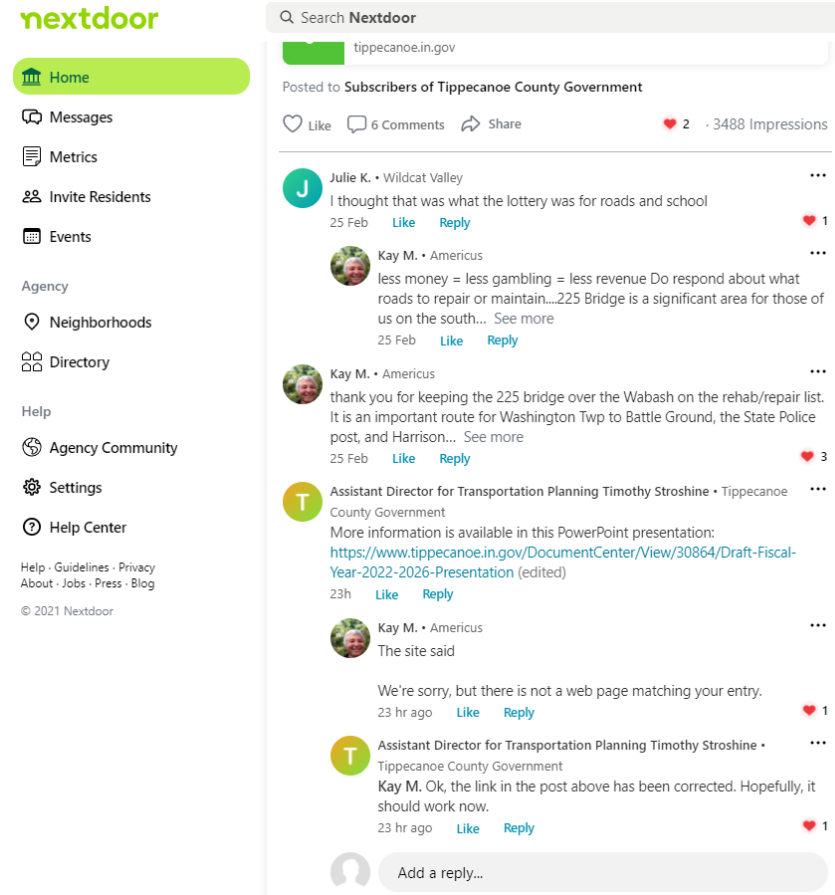 nextdoor
Search Nextdoor
Home
Messages
Metrics
Invite Residents
Events
Agency
Neighborhoods
Directory
Help
Agency Community
Settings
Help Center
Help · Guidelines · Privacy
About · Jobs · Press · Blog
© 2021 Nextdoor
tippecanoe.in.gov
Posted to Subscribers of Tippecanoe County Government
Like 6 Comments Share 2 · 3488 Impressions
J
Julie K. • Wildcat Valley
I thought that was what the lottery was for roads and school
25 Feb Like Reply 1
Kay M. • Americus
less money = less gambling = less revenue Do respond about what
roads to repair or maintain....225 Bridge is a significant area for those of
us on the south... See more
25 Feb Like Reply
Kay M. • Americus
thank you for keeping the 225 bridge over the Wabash on the rehab/repair list.
It is an important route for Washington Twp to Battle Ground, the State Police
post, and Harrison... See more
25 Feb Like Reply 3
T
Assistant Director for Transportation Planning Timothy Stroshine • Tippecanoe
County Government
More information is available in this PowerPoint presentation:
https://www.tippecanoe.in.gov/DocumentCenter/View/30864/Draft-Fiscal-
Year-2022-2026-Presentation (edited)
23h Like Reply
Kay M. • Americus
The site said
We're sorry, but there is not a web page matching your entry.
23 hr ago Like Reply 1
T
Assistant Director for Transportation Planning Timothy Stroshine •
Tippecanoe County Government
Kay M. Ok, the link in the post above has been corrected. Hopefully, it
should work now.
23 hr ago Like Reply 1
Add a reply...